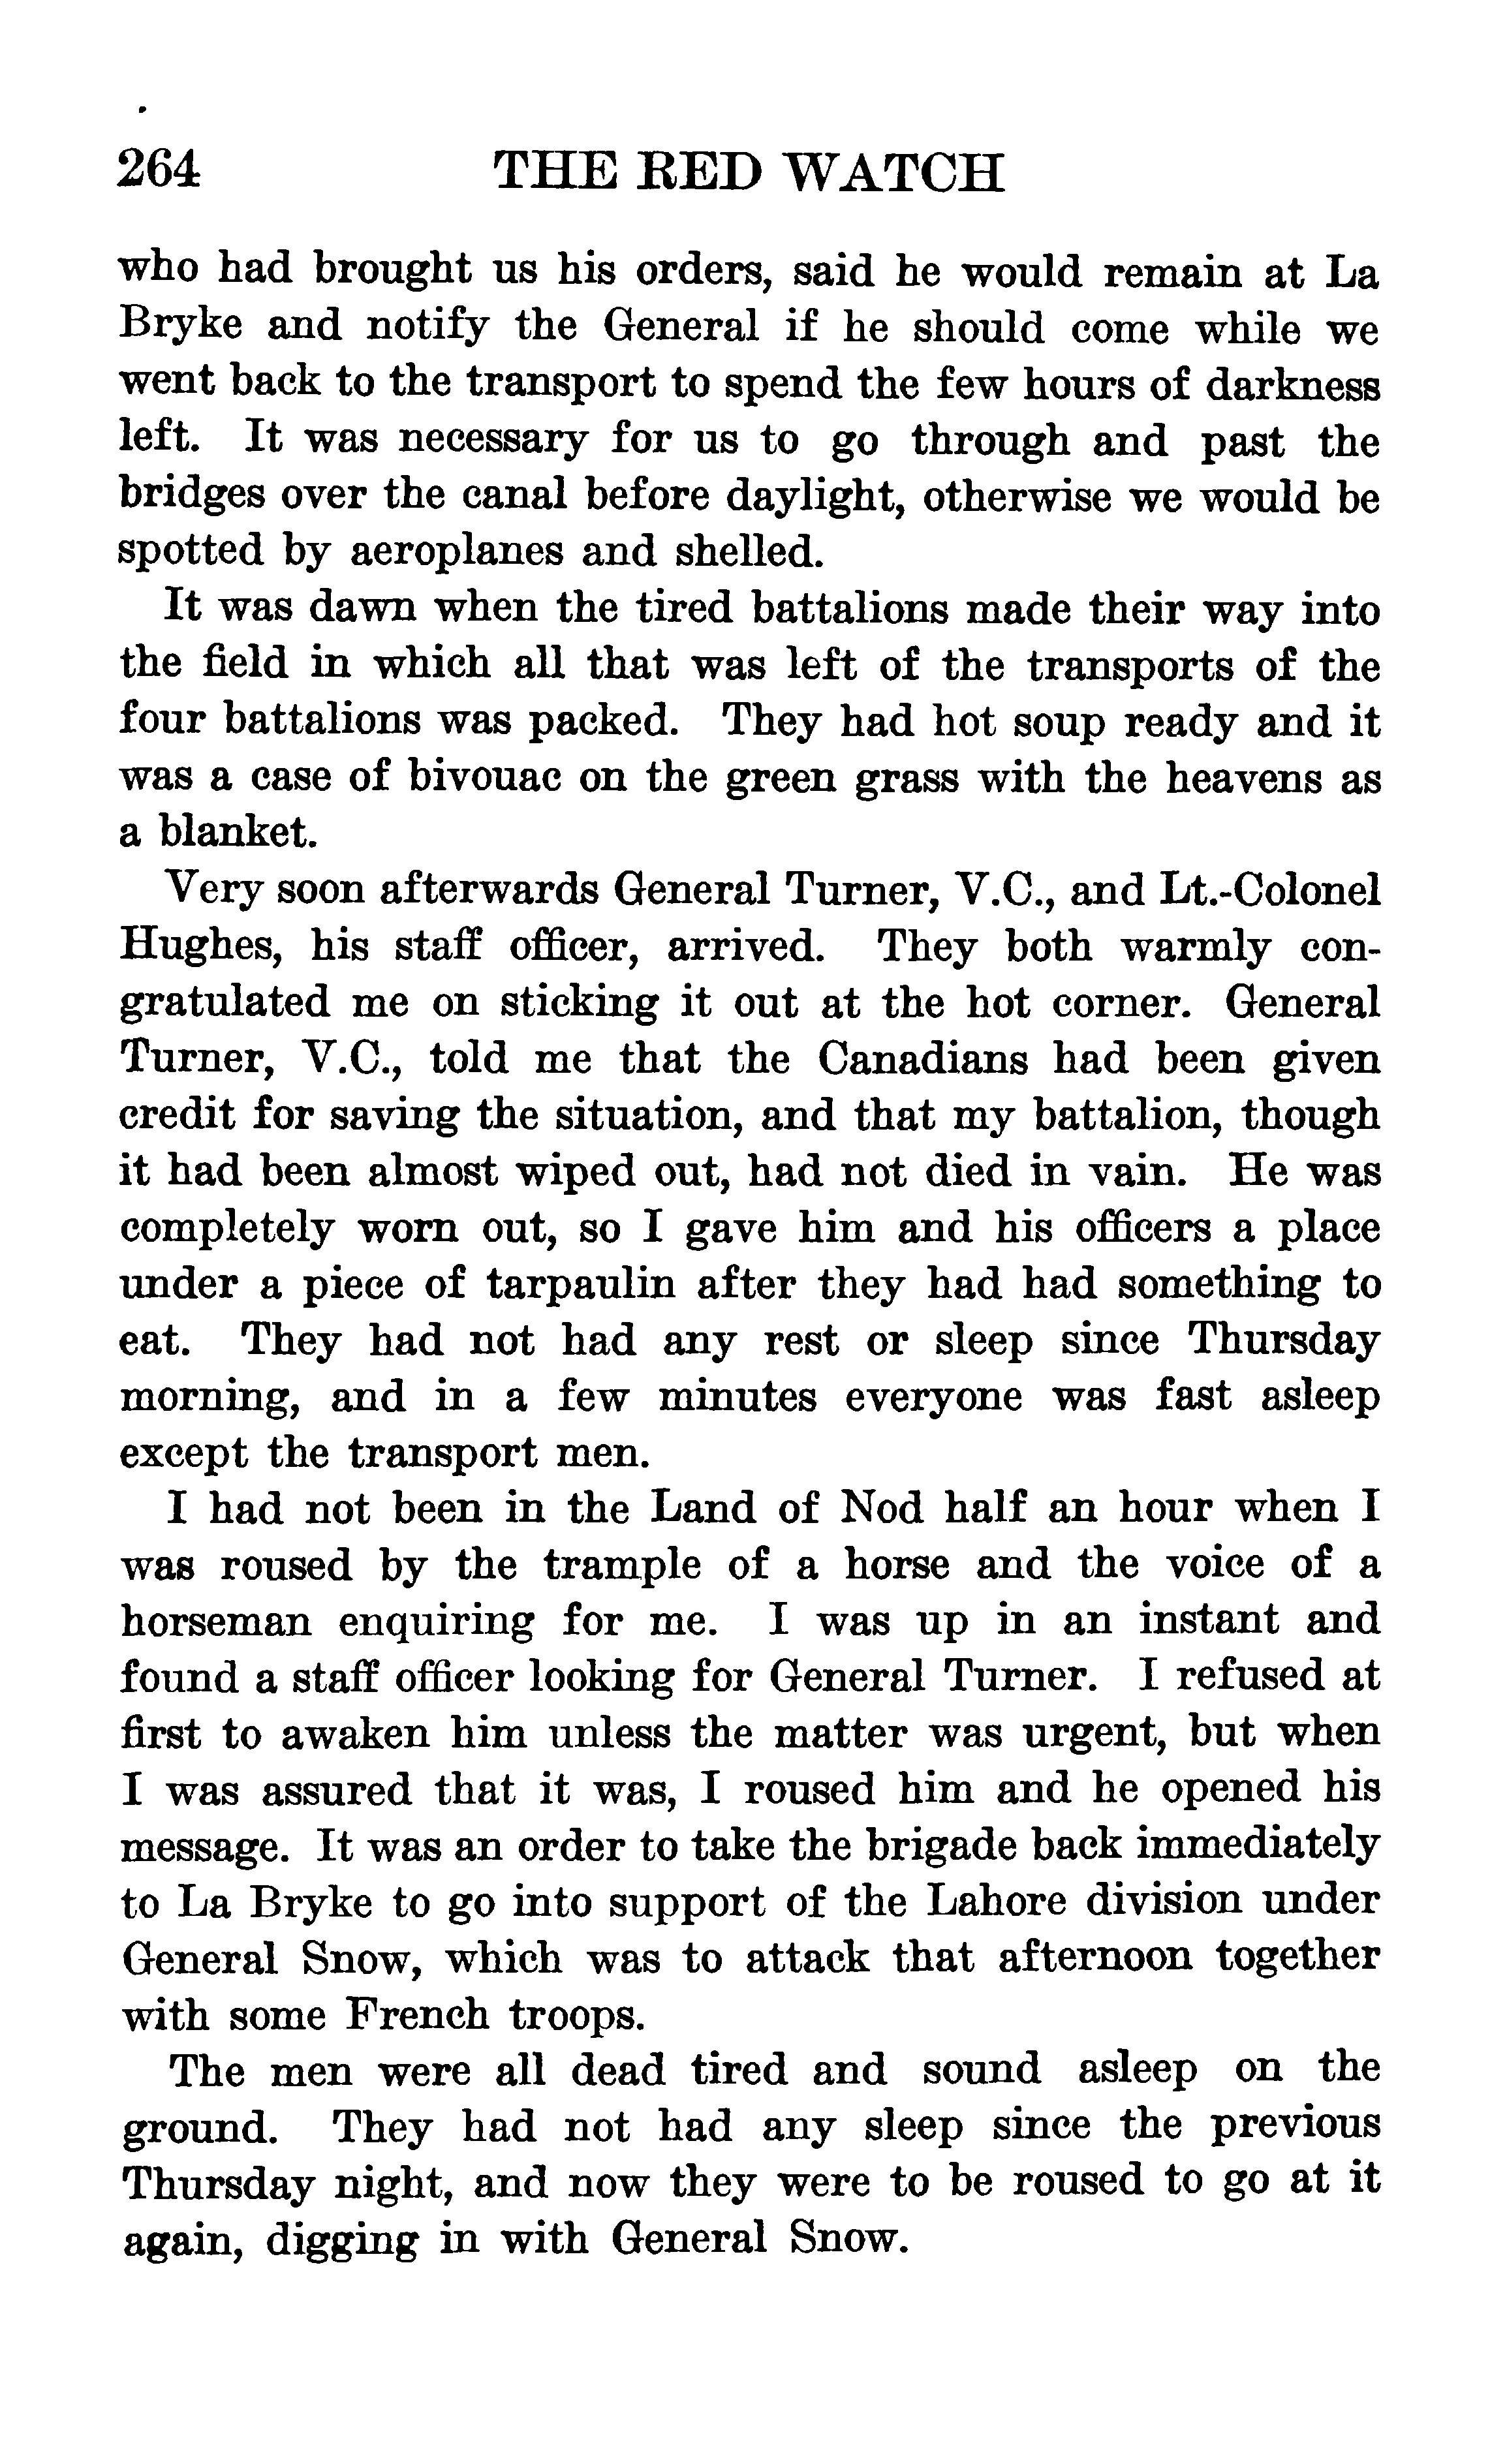 264 THE RED WATCH
who had brought us his orders, said he would remain at La
Bryke and notify the General if he should come while we
went back to the transport to spend the few hours of darkness
left. It was necessary for us to go through and past the
bridges over the canal before daylight, otherwise we would be
spotted by aeroplanes and shelled.
It was dawn when the tired battalions made their way into
the field in which all that was left of the transports of the
four battalions was packed. They had hot soup ready and it
was a case of bivouac on the green grass with the heavens as
a blanket.
Very soon afterwards General Turner, V.C., and Lt.-Colonel
Hughes, his staff officer, arrived. They both warmly con-
gratulated me on sticking it out at the hot corner. General
Turner, V.C., told me that the Canadians had been given
credit for saving the situation, and that my battalion, though
it had been almost wiped out, had not died in vain. He was
completely worn out, so I gave him and his officers a place
under a piece of tarpaulin after they had had something to
eat. They had not had any rest or sleep since Thursday
morning, and in a few minutes everyone was fast asleep
except the transport men.
I had not been in the Land of Nod half an hour when I
was roused by the trample of a horse and the voice of a
horseman enquiring for me. I was up in an instant and
found a staff officer looking for General Turner. I refused at
first to awaken him unless the matter was urgent, but when
I was assured that it was, I roused him and he opened his
message. It was an order to take the brigade back immediately
to La Bryke to go into support of the Lahore division under
General Snow, which was to attack that afternoon together
with some French troops.
The men were all dead tired and sound asleep on the
ground. They had not had any sleep since the previous
Thursday night, and now they were to be roused to go at it
again, digging in with General Snow.